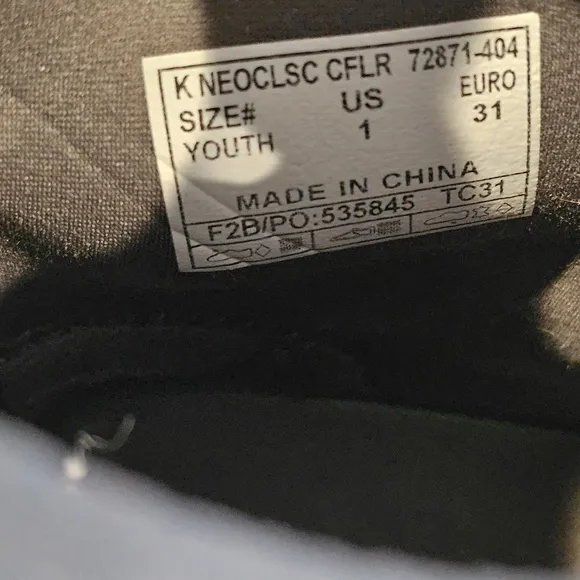 K NEOCLSC CFLR 72871-404
SIZE# US EURO
YOUTH 1 31
MADE IN CHINA
F2B/PO:535845 TC31